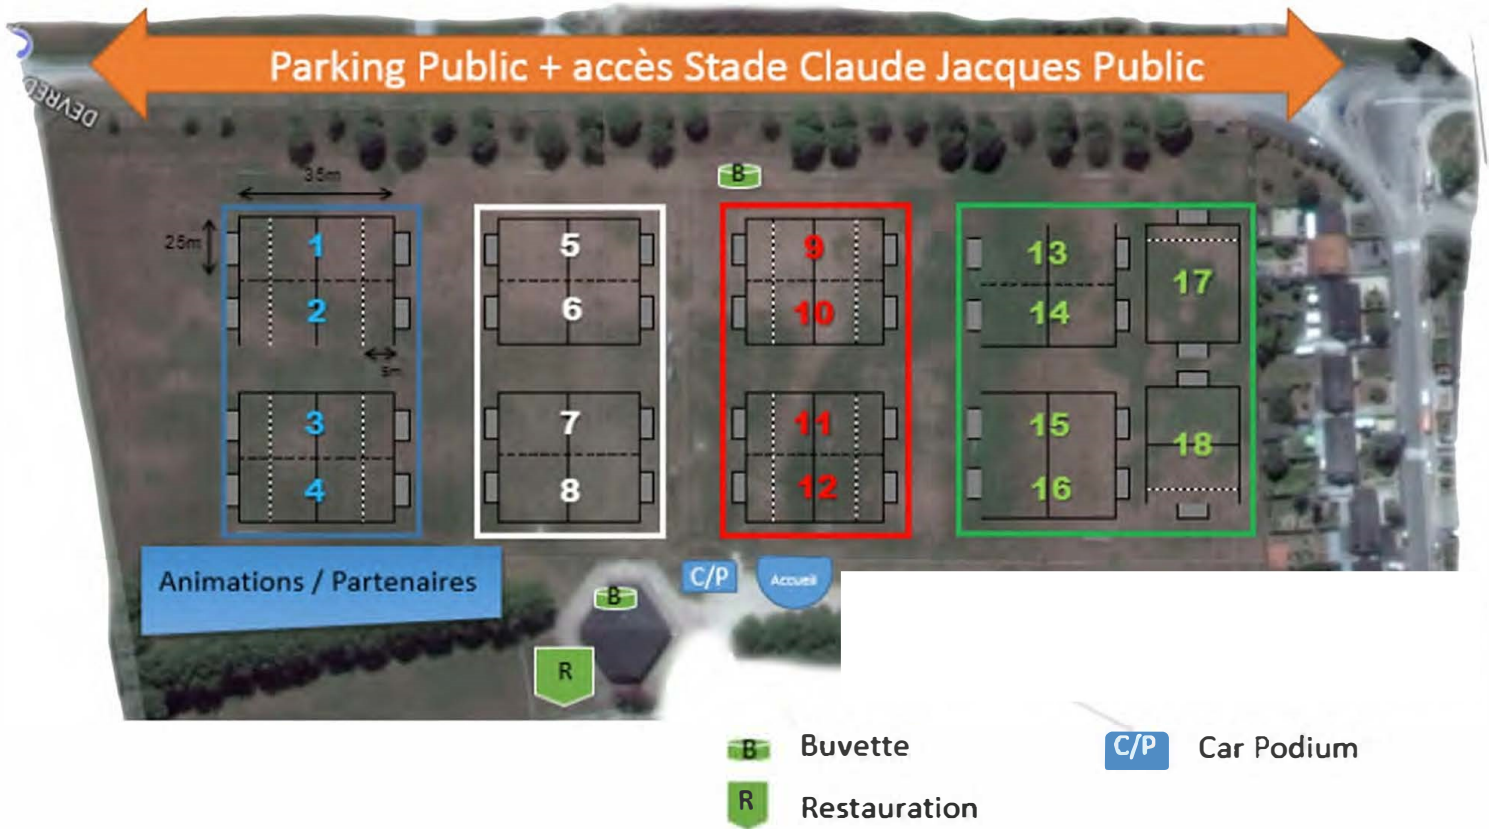 Parking Public + accès Stade Claude Jacques Public
DEVRED
B
35m
25m
1
5
9
13
17
2
6
10
14
5m
3
7
11
15
18
4
8
12
16
Animations / Partenaires
C/P
Accueil
B
R
B Buvette
C/P Car Podium
R Restauration